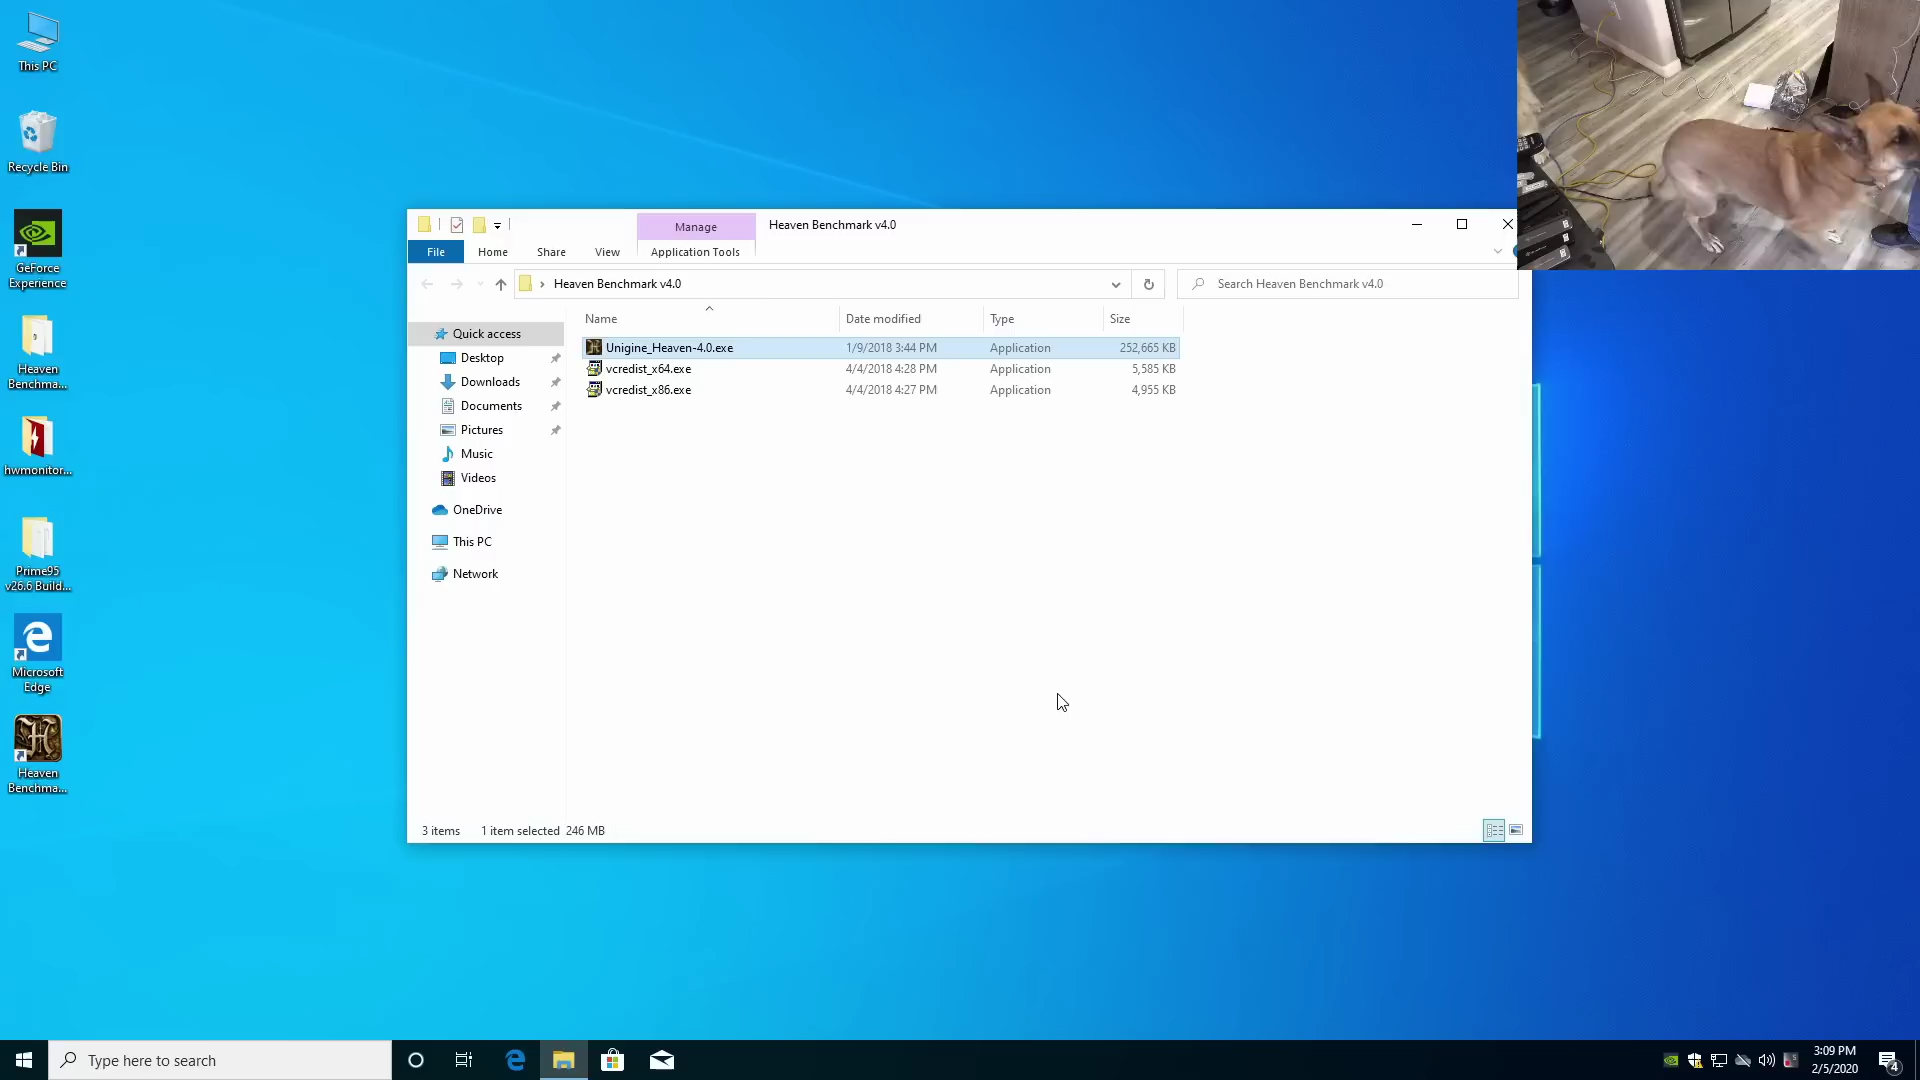 This PC
Recycle Bin
GeForce
Experience
Heaven
Benchma...
hwmonitor...
Prime95
v26.6 Build...
Microsoft
Edge
Heaven
Benchma...
Manage
Heaven Benchmark v4.0
File
Home
Share
View
Application Tools
Heaven Benchmark v4.0
Search Heaven Benchmark v4.0
Name
Date modified
Type
Size
Quick access
Desktop
Downloads
Documents
Pictures
Music
Videos
OneDrive
This PC
Network
Unigine_Heaven-4.0.exe 1/9/2018 3:44 PM Application 252,665 KB
vcredist_x64.exe 4/4/2018 4:28 PM Application 5,585 KB
vcredist_x86.exe 4/4/2018 4:27 PM Application 4,955 KB
3 items 1 item selected 246 MB
Type here to search
3:09 PM
2/5/2020
4